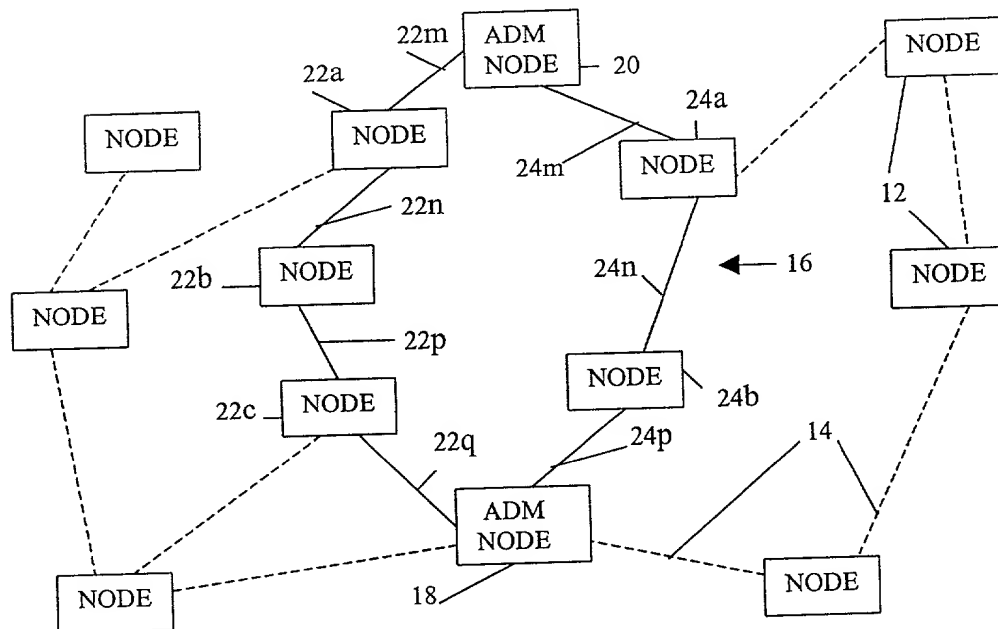 22m
ADM
NODE
20
NODE
22a
24a
NODE
NODE
24m
NODE
12
22n
22b
NODE
24n
16
NODE
NODE
22p
NODE
24b
22c
NODE
22q
24p
14
ADM
NODE
NODE
18
NODE